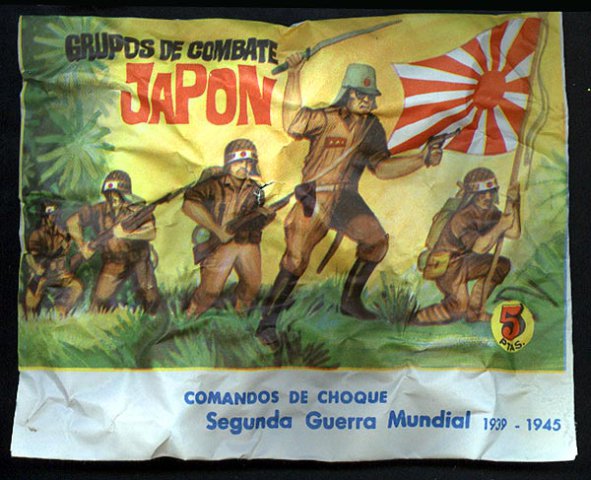 GRUPOS DE COMBATE
JAPON
5
PTAS.
COMANDOS DE CHOQUE
Segunda Guerra Mundial 1939 - 1945